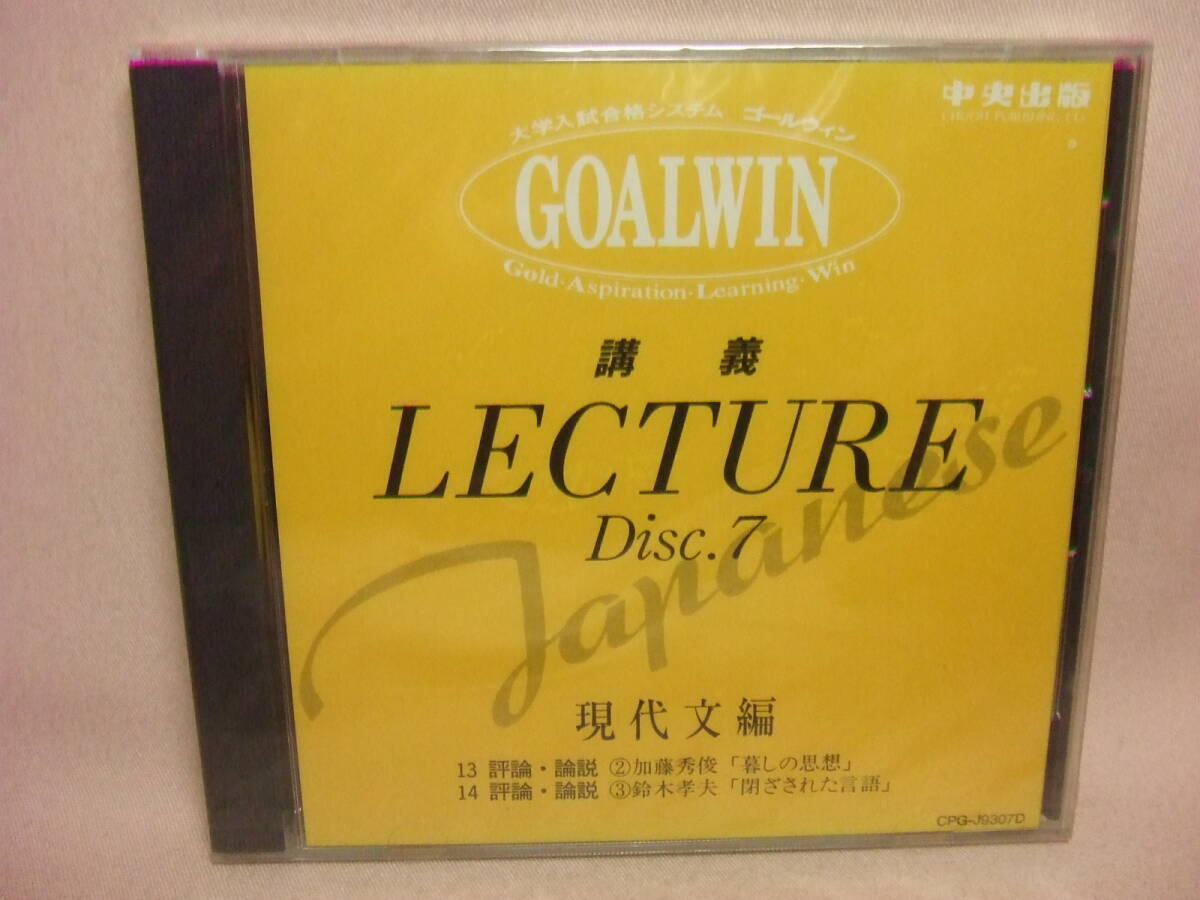 中央出版
CHUOH PUBLISHING CO.
大学入試合格システム ゴールウィン
GOALWIN
Gold·Aspiration·Learning·Win
講義
LECTURE
Disc.7
Japanese
現代文編
13 評論・論説 ②加藤秀俊「暮しの思想」
14 評論・論説 ③鈴木孝夫「閉ざされた言語」
CPG-J9307D